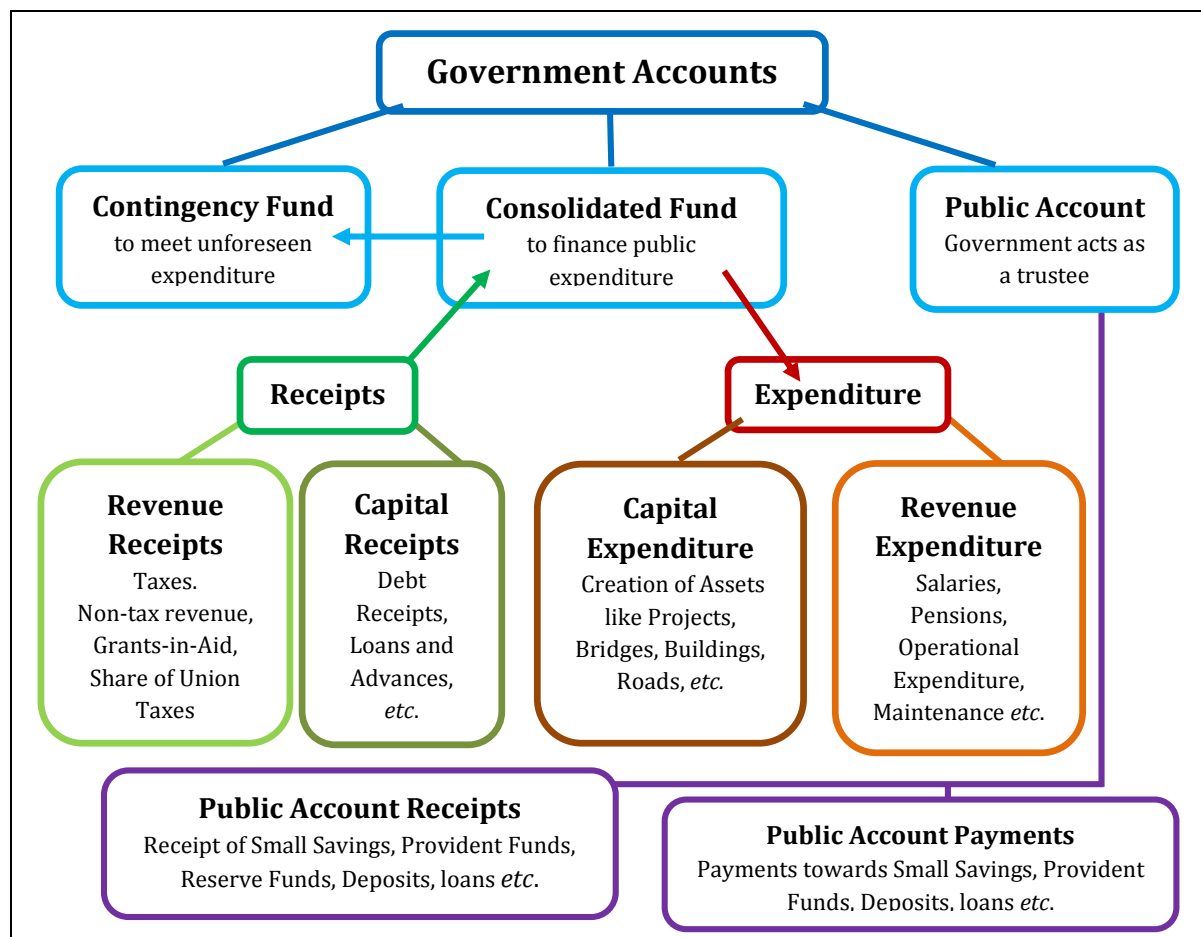 Government Accounts
Contingency Fund
to meet unforeseen
expenditure
Consolidated Fund
to finance public
expenditure
Public Account
Government acts as
a trustee
Receipts
Expenditure
Revenue
Receipts
Taxes.
Non-tax revenue,
Grants-in-Aid,
Share of Union
Taxes
Capital
Receipts
Debt
Receipts,
Loans and
Advances,
etc.
Capital
Expenditure
Creation of Assets
like Projects,
Bridges, Buildings,
Roads, etc.
Revenue
Expenditure
Salaries,
Pensions,
Operational
Expenditure,
Maintenance etc.
Public Account Receipts
Receipt of Small Savings, Provident Funds,
Reserve Funds, Deposits, loans etc.
Public Account Payments
Payments towards Small Savings, Provident
Funds, Deposits, loans etc.